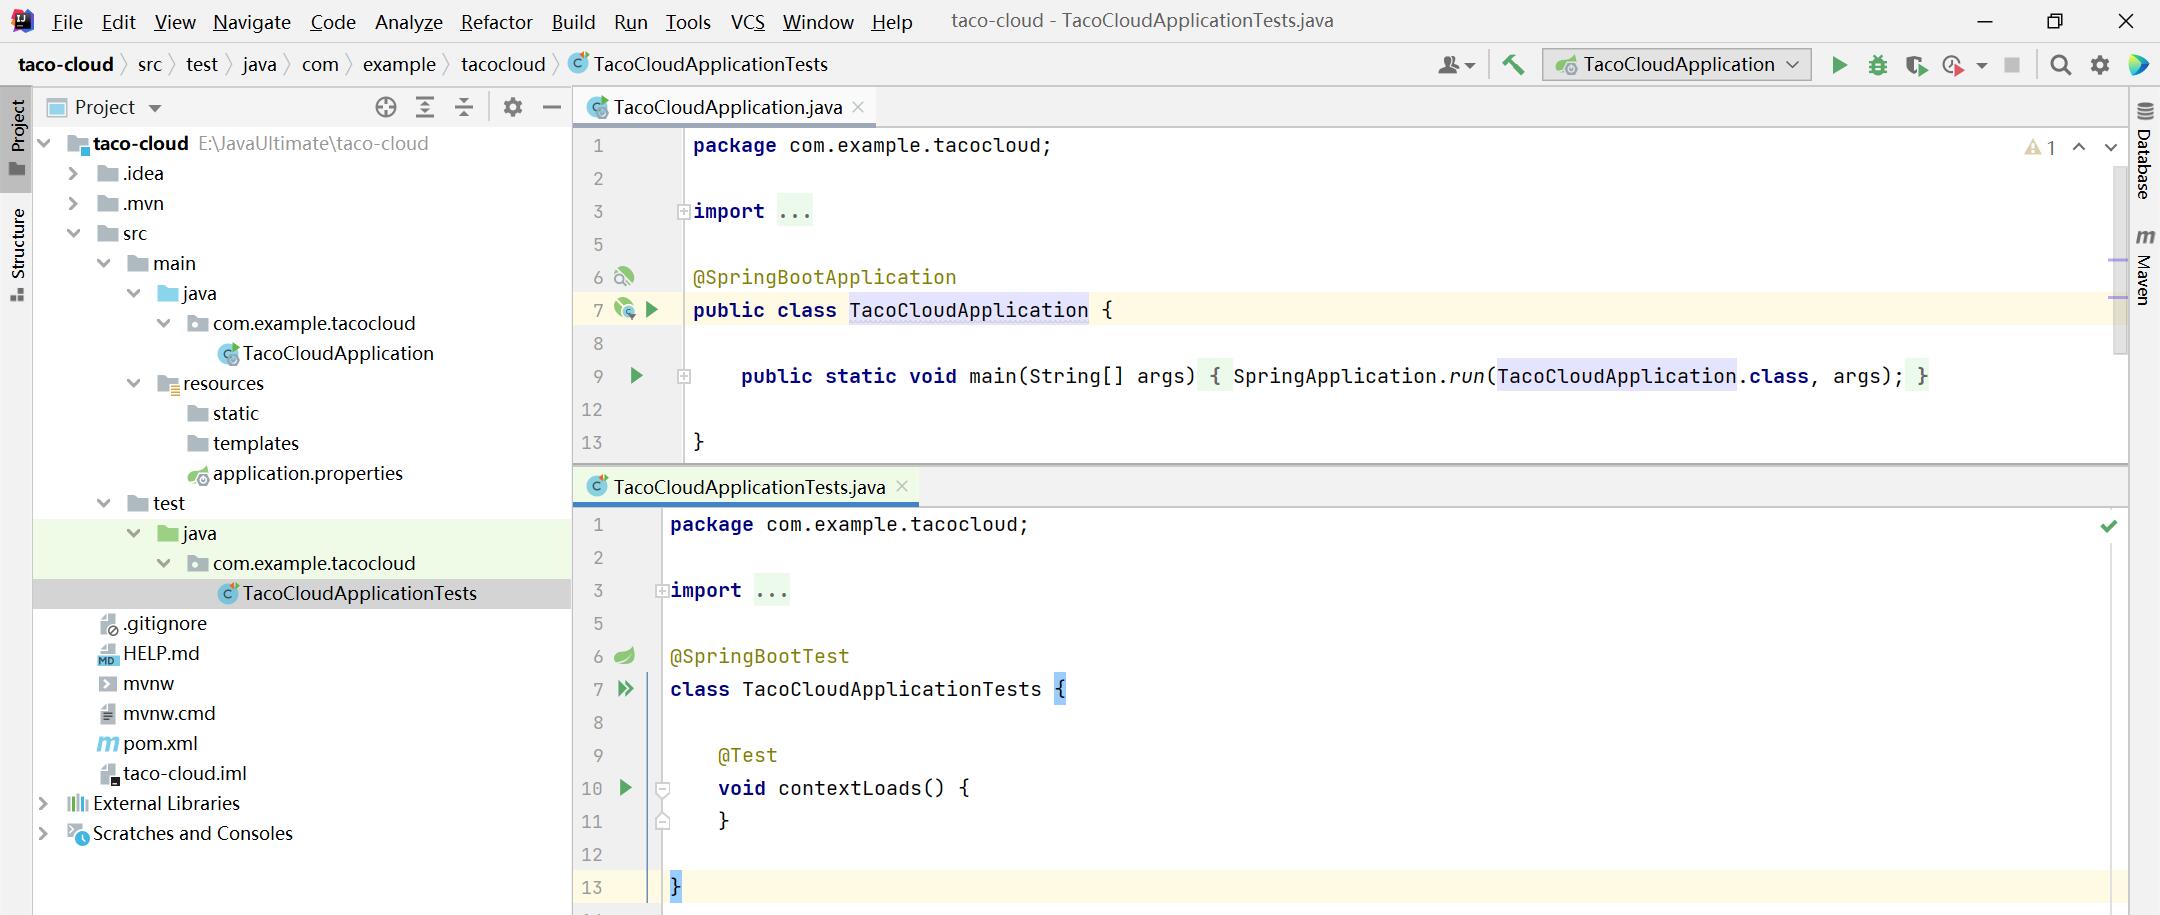 File Edit View Navigate Code Analyze Refactor Build Run Tools VCS Window Help taco-cloud - TacoCloudApplicationTests.java
taco-cloud src test java com example tacocloud TacoCloudApplicationTests TacoCloudApplication
Project
Structure
Project
taco-cloud E:\JavaUltimate\taco-cloud
.idea
.mvn
src
main
java
com.example.tacocloud
TacoCloudApplication
resources
static
templates
application.properties
test
java
com.example.tacocloud
TacoCloudApplicationTests
.gitignore
HELP.md
mvnw
mvnw.cmd
pom.xml
taco-cloud.iml
External Libraries
Scratches and Consoles
TacoCloudApplication.java
1 package com.example.tacocloud; 1
2
3 import ...
5
6 @SpringBootApplication
7 public class TacoCloudApplication {
8
9 public static void main(String[] args) { SpringApplication.run(TacoCloudApplication.class, args); }
12
13 }
TacoCloudApplicationTests.java
1 package com.example.tacocloud;
2
3 import ...
5
6 @SpringBootTest
7 class TacoCloudApplicationTests {
8
9 @Test
10 void contextLoads() {
11 }
12
13 }
Database
Maven